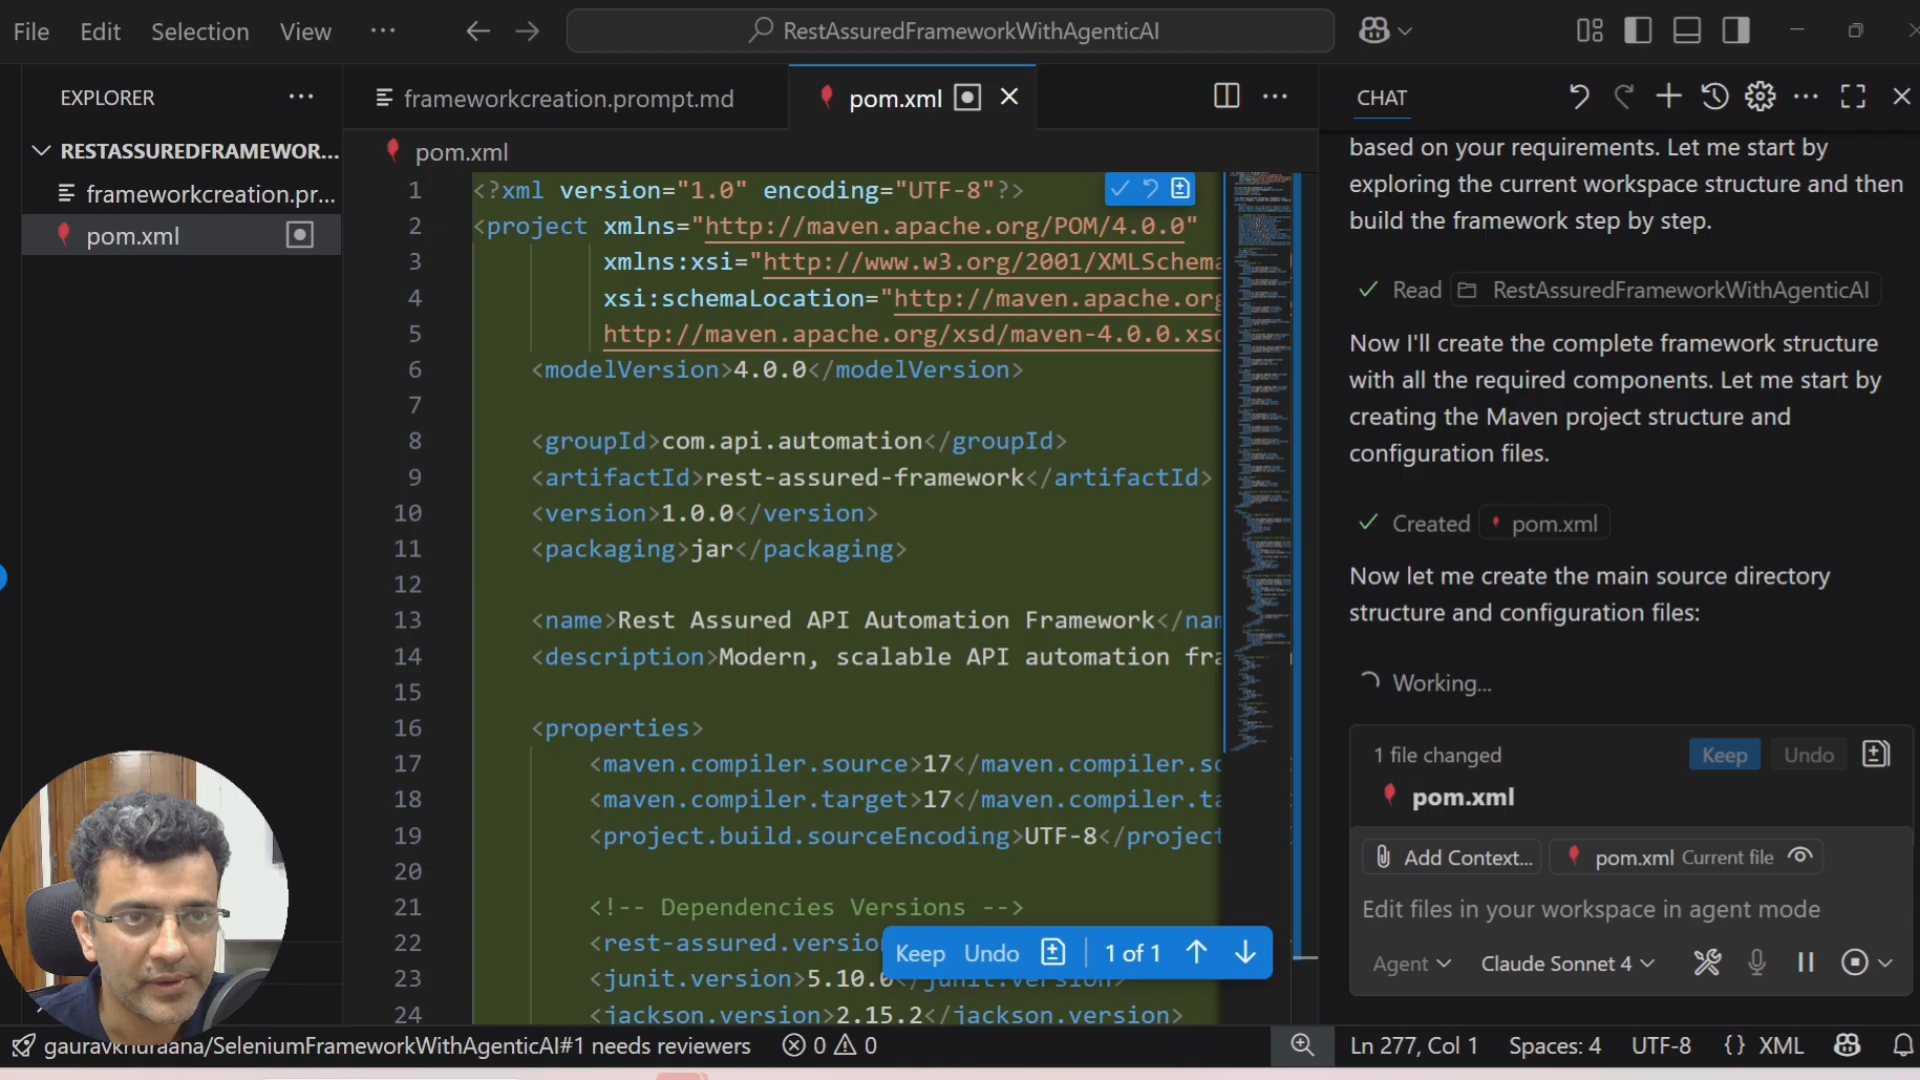 File
Edit
Selection
View
RestAssuredFrameworkWithAgenticAI
EXPLORER
RESTASSUREDFRAMEWOR...
frameworkcreation.pr...
pom.xml
frameworkcreation.prompt.md
pom.xml
pom.xml
1 <?xml version="1.0" encoding="UTF-8"?>
2 <project xmlns="http://maven.apache.org/POM/4.0.0"
3 xmlns:xsi="http://www.w3.org/2001/XMLSchema
4 xsi:schemaLocation="http://maven.apache.org
5 http://maven.apache.org/xsd/maven-4.0.0.xsd
6 <modelVersion>4.0.0</modelVersion>
7
8 <groupId>com.api.automation</groupId>
9 <artifactId>rest-assured-framework</artifactId>
10 <version>1.0.0</version>
11 <packaging>jar</packaging>
12
13 <name>Rest Assured API Automation Framework</nam
14 <description>Modern, scalable API automation fra
15
16 <properties>
17 <maven.compiler.source>17</maven.compiler.so
18 <maven.compiler.target>17</maven.compiler.ta
19 <project.build.sourceEncoding>UTF-8</project
20
21 <!-- Dependencies Versions -->
22 <rest-assured.versio
23 <junit.version>5.10.0</junit.version>
24 <jackson.version>2.15.2</jackson.version>
Keep Undo 1 of 1
CHAT
based on your requirements. Let me start by
exploring the current workspace structure and then
build the framework step by step.
Read RestAssuredFrameworkWithAgenticAI
Now I'll create the complete framework structure
with all the required components. Let me start by
creating the Maven project structure and
configuration files.
Created pom.xml
Now let me create the main source directory
structure and configuration files:
Working...
1 file changed Keep Undo
pom.xml
Add Context... pom.xml Current file
Edit files in your workspace in agent mode
Agent Claude Sonnet 4
gauravkhuraana/SeleniumFrameworkWithAgenticAI#1 needs reviewers 0 0 Ln 277, Col 1 Spaces: 4 UTF-8 {} XML